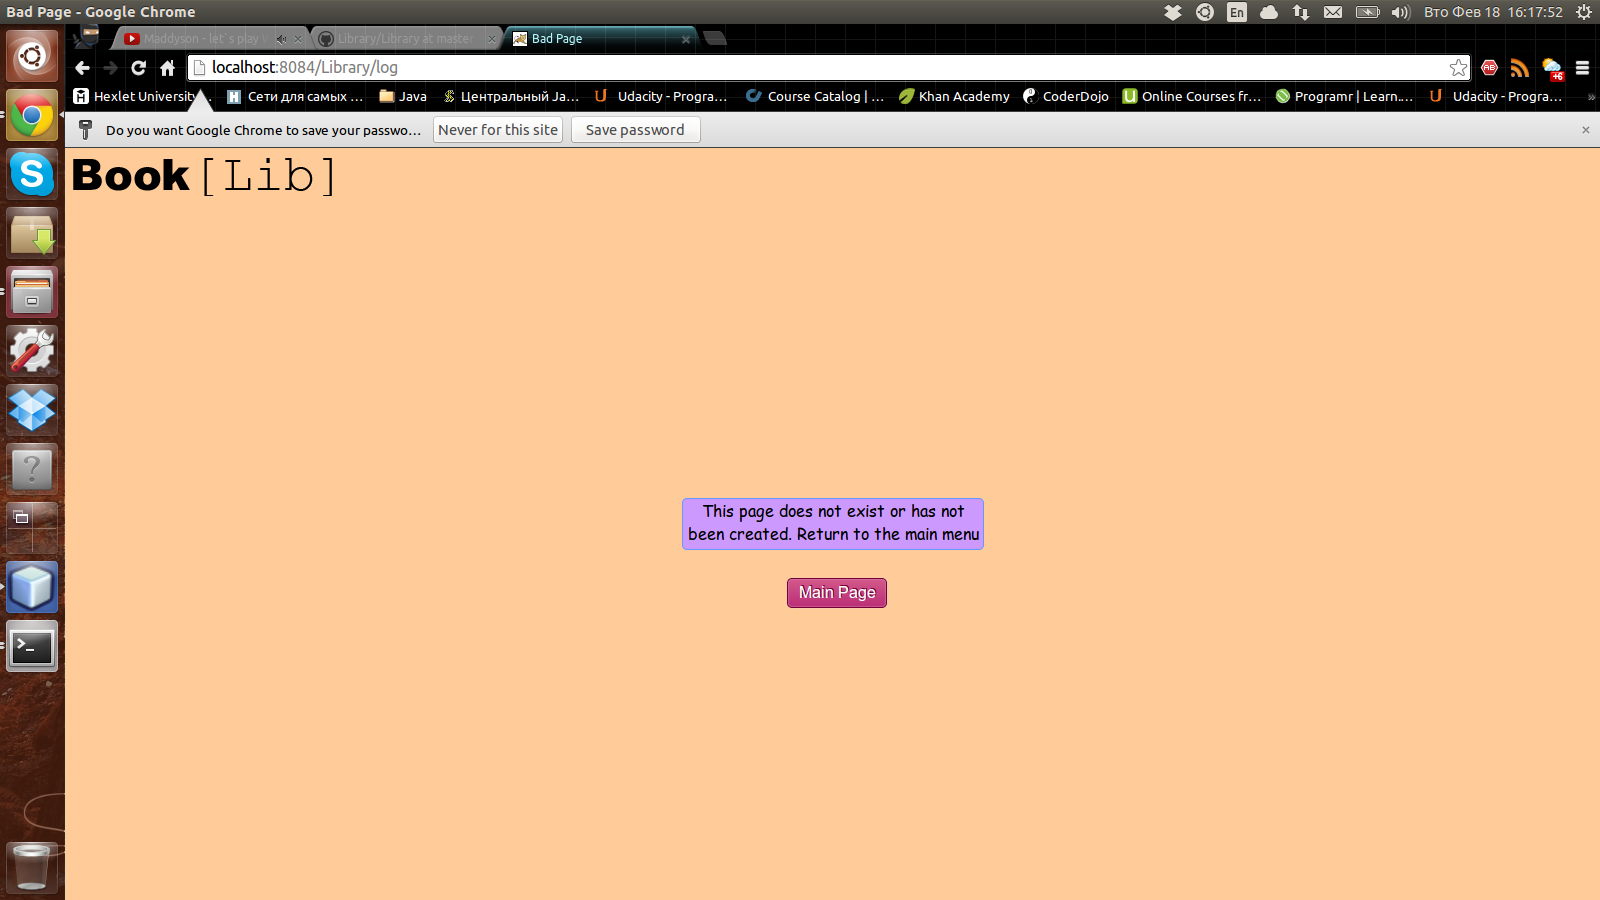 Bad Page - Google Chrome
En
Вто Фев 18 16:17:52
Maddyson - let`s play
Library/Library at master
Bad Page
localhost:8084/Library/log
ABP
+6
Hexlet University...
Сети для самых ...
Java
Центральный Ja...
Udacity - Progra...
Course Catalog | ...
Khan Academy
CoderDojo
Online Courses fr...
Programr | Learn....
Udacity - Progra...
»
Do you want Google Chrome to save your passwo...
Never for this site
Save password
Book [Lib]
This page does not exist or has not
been created. Return to the main menu
Main Page